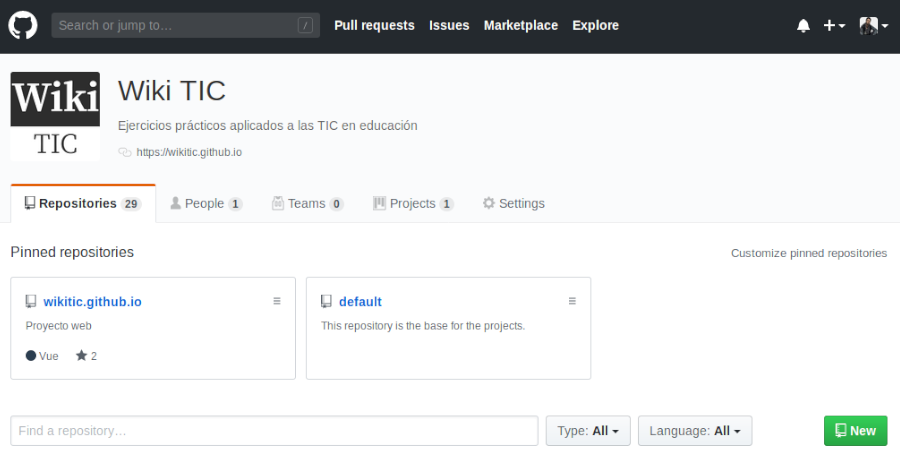 Search or jump to… / Pull requests Issues Marketplace Explore
Wiki TIC
Wiki TIC
Ejercicios prácticos aplicados a las TIC en educación
https://wikitic.github.io
Repositories 29 People 1 Teams 0 Projects 1 Settings
Pinned repositories Customize pinned repositories
wikitic.github.io default
Proyecto web This repository is the base for the projects.
Vue 2
Find a repository… Type: All Language: All New